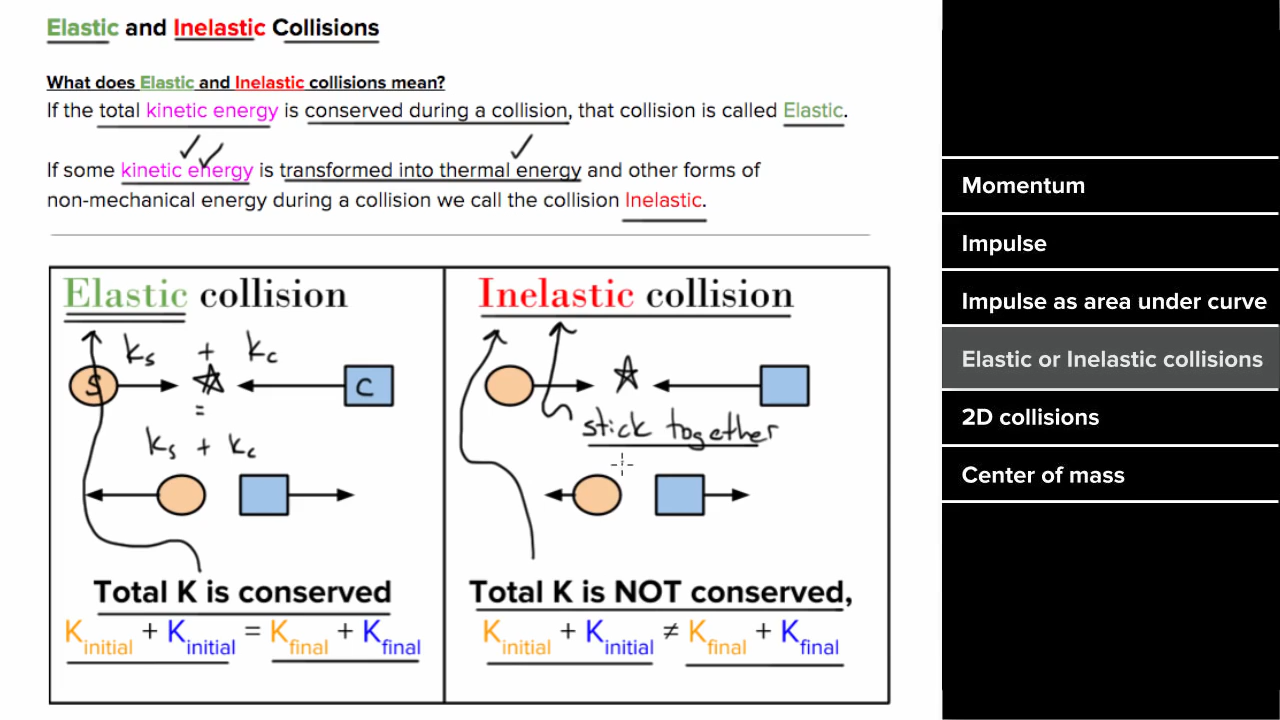 Elastic and Inelastic Collisions
What does Elastic and Inelastic collisions mean?
If the total kinetic energy is conserved during a collision, that collision is called Elastic.
If some kinetic energy is transformed into thermal energy and other forms of
non-mechanical energy during a collision we call the collision Inelastic.
Elastic collision
ks + kc
S
C
=
ks + kc
Total K is conserved
Kinitial + Kinitial = Kfinal + Kfinal
Inelastic collision
stick together
Total K is NOT conserved,
Kinitial + Kinitial ≠ Kfinal + Kfinal
Momentum
Impulse
Impulse as area under curve
Elastic or Inelastic collisions
2D collisions
Center of mass